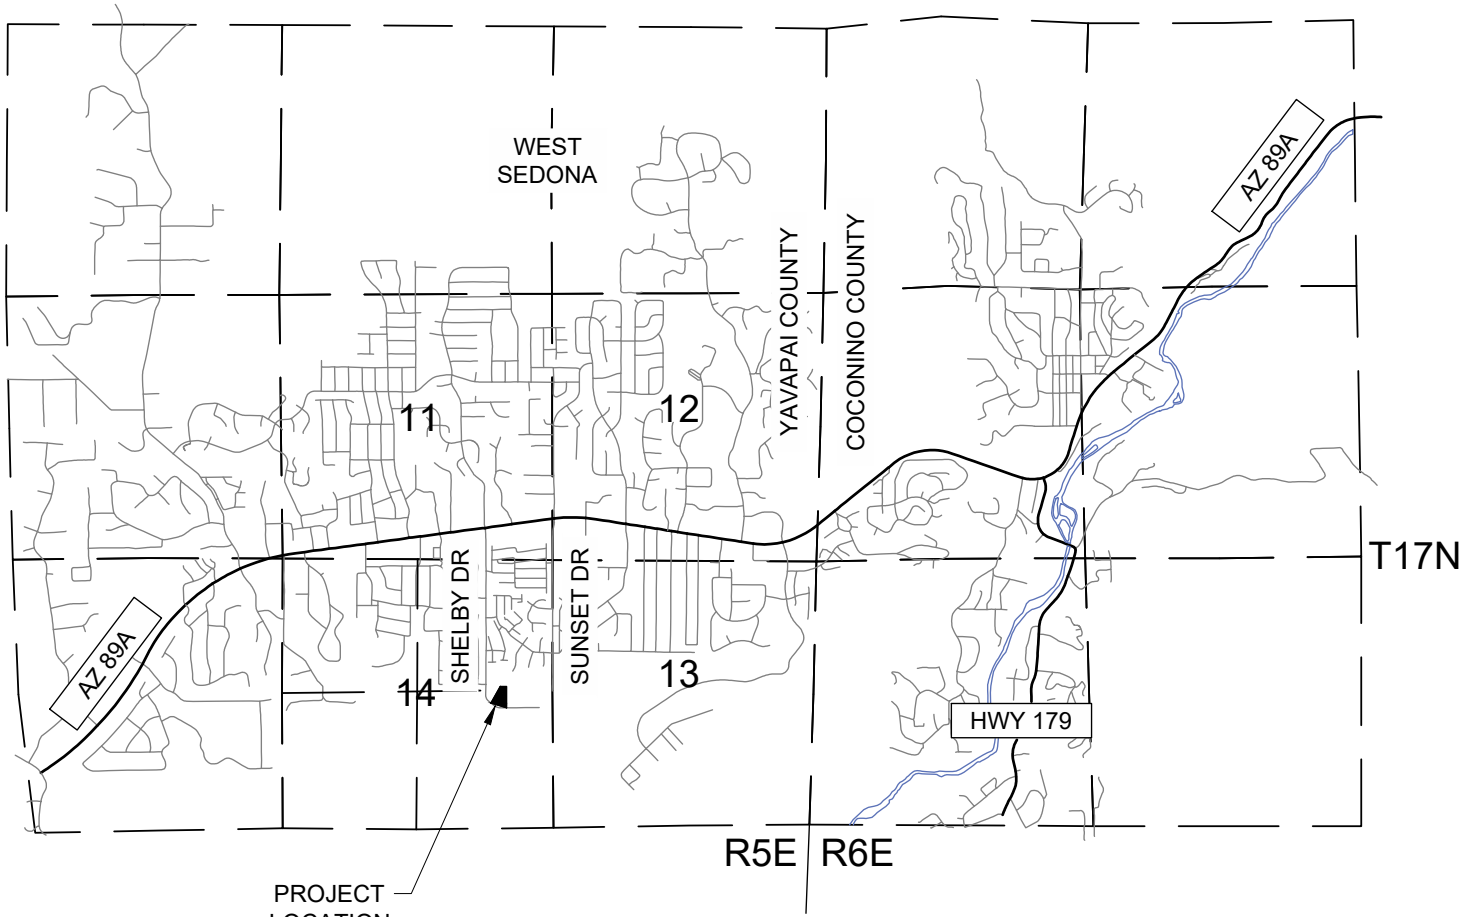 WEST
SEDONA
AZ 89A
YAVAPAI COUNTY
COCONINO COUNTY
11
12
T17N
SHELBY DR
SUNSET DR
AZ 89A
14
13
HWY 179
R5E
R6E
PROJECT
LOCATION